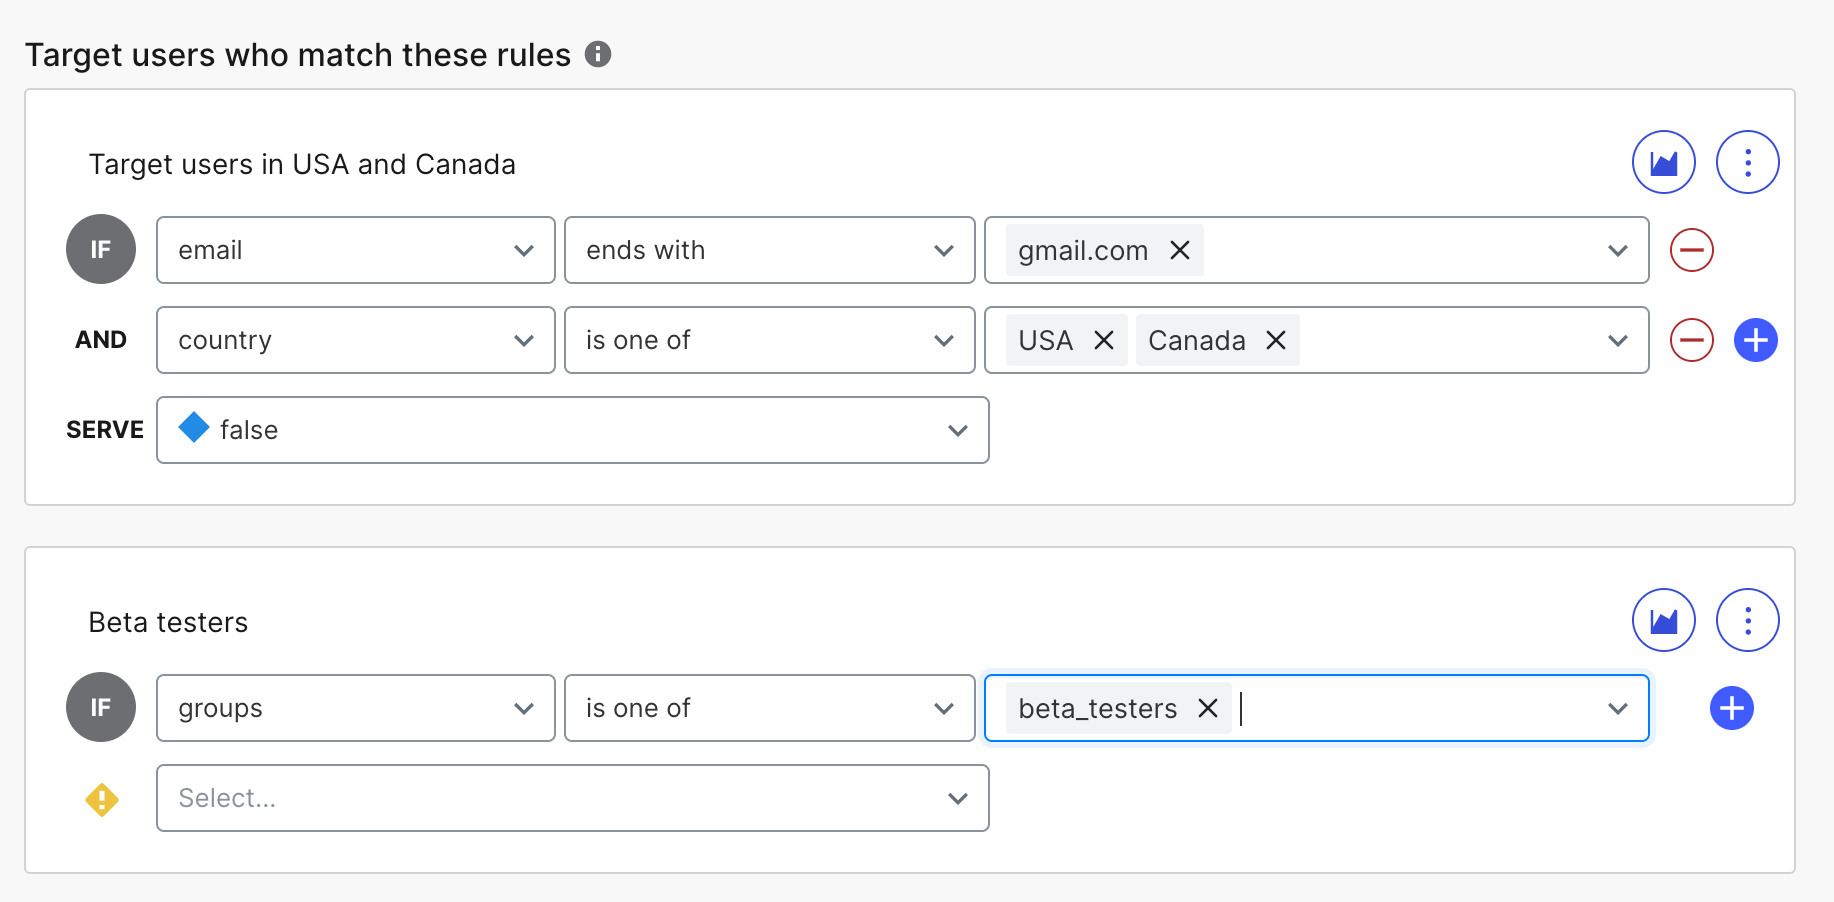 Target users who match these rules
Target users in USA and Canada
IF email ends with gmail.com
AND country is one of USA Canada
SERVE false
Beta testers
IF groups is one of beta_testers
Select...